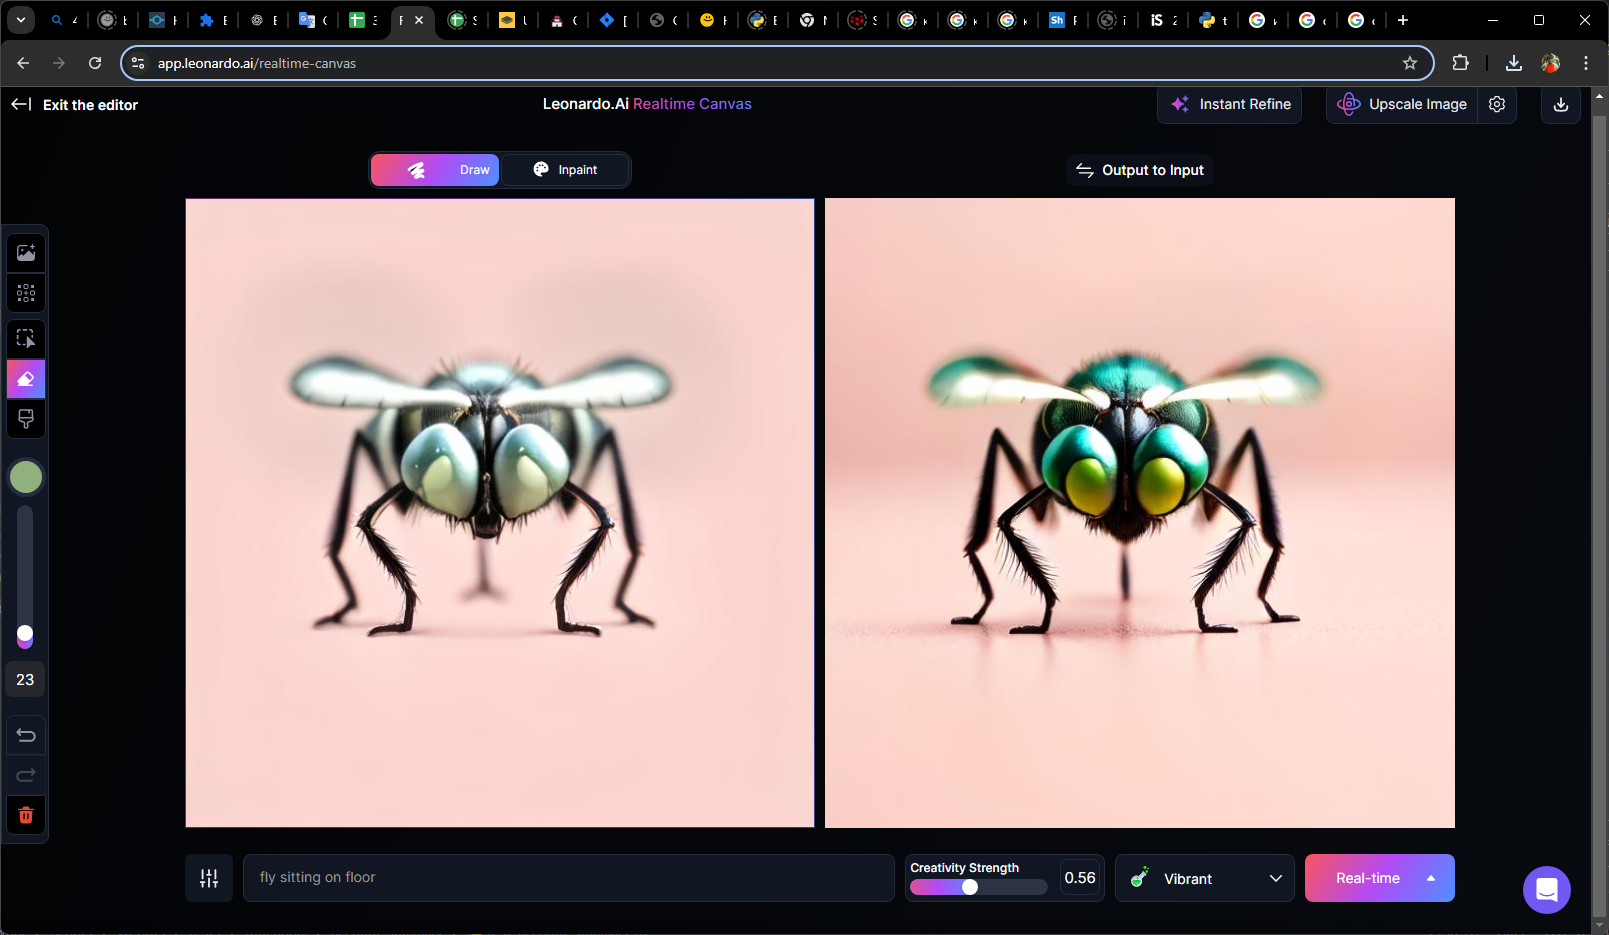 app.leonardo.ai/realtime-canvas
Exit the editor
Leonardo.Ai Realtime Canvas
Instant Refine
Upscale Image
Draw
Inpaint
Output to Input
23
fly sitting on floor
Creativity Strength
0.56
Vibrant
Real-time